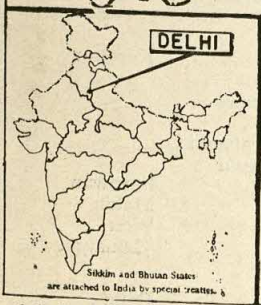 DELHI
Sikkim and Bhutan States
are attached to India by special treaties.